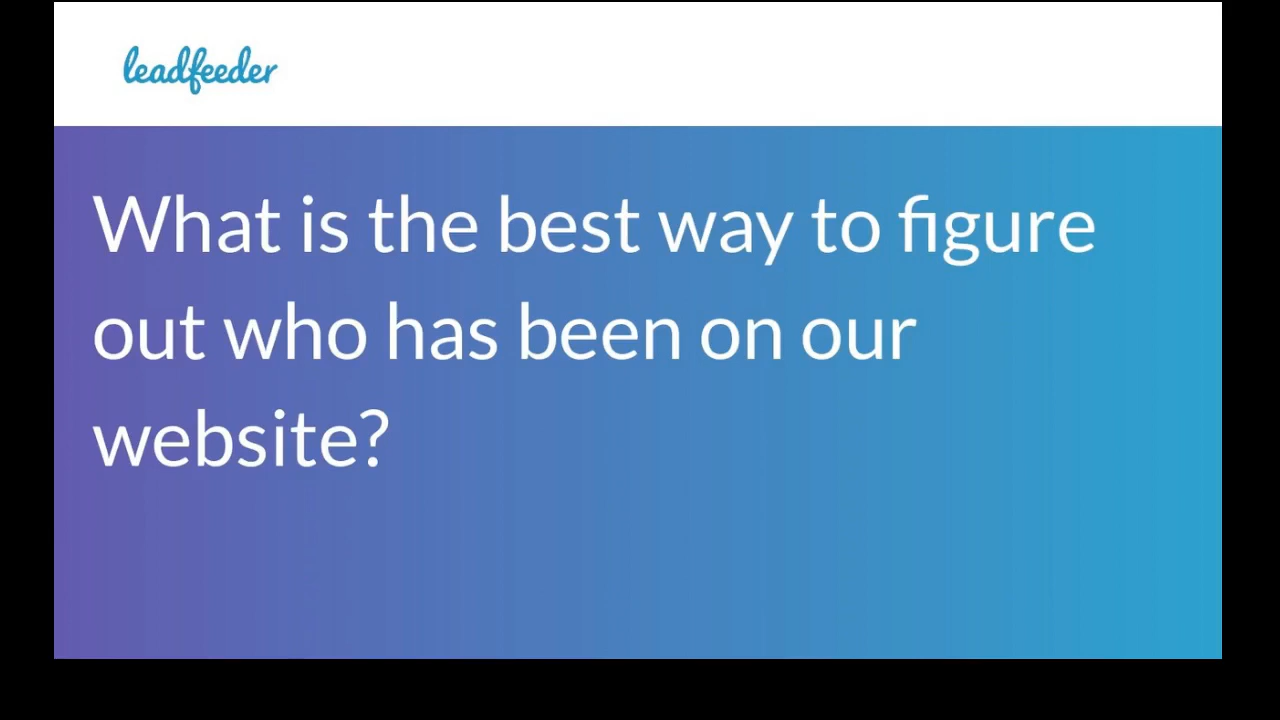 leadfeeder
What is the best way to figure
out who has been on our
website?